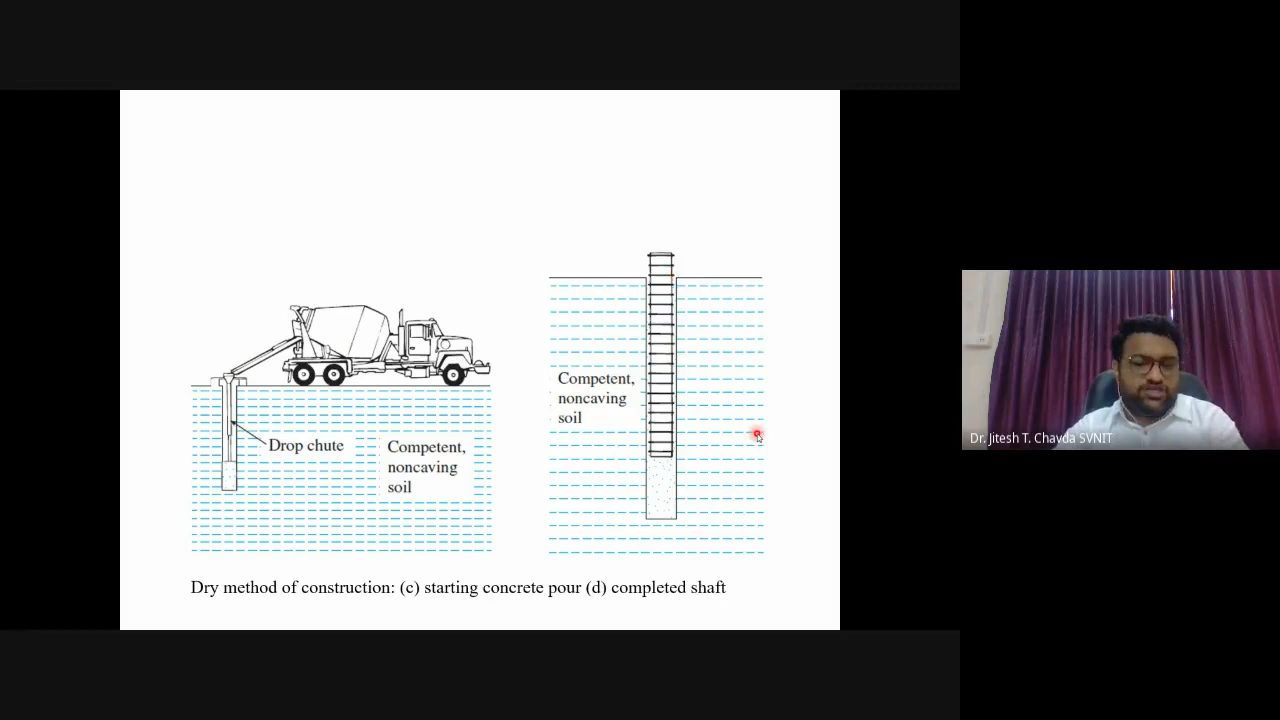 Competent,
noncaving
soil
Drop chute
Competent,
noncaving
soil
Dry method of construction: (c) starting concrete pour (d) completed shaft
Dr. Jitesh T. Chavda SVNIT